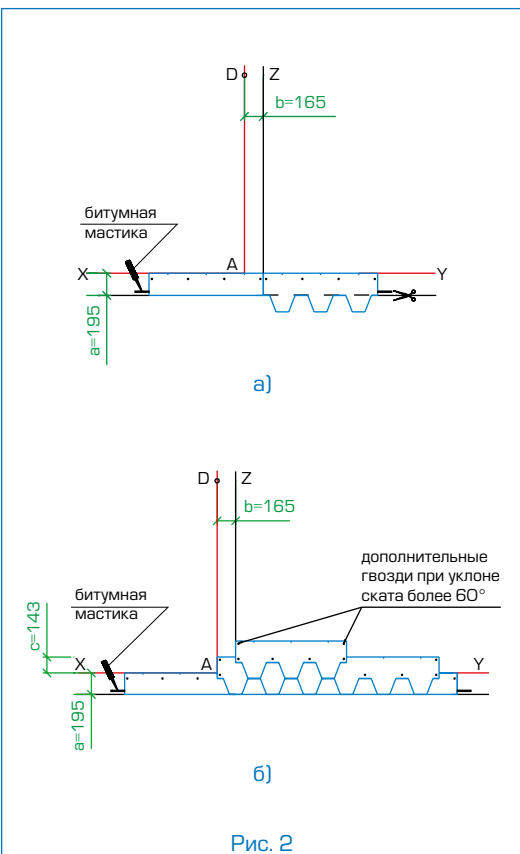 D Z
b=165
битумная
мастика
A
X Y
a=195
а)
D Z
b=165
дополнительные
гвозди при уклоне
ската более 60°
битумная
мастика
c=143
X A Y
a=195
б)
Рис. 2